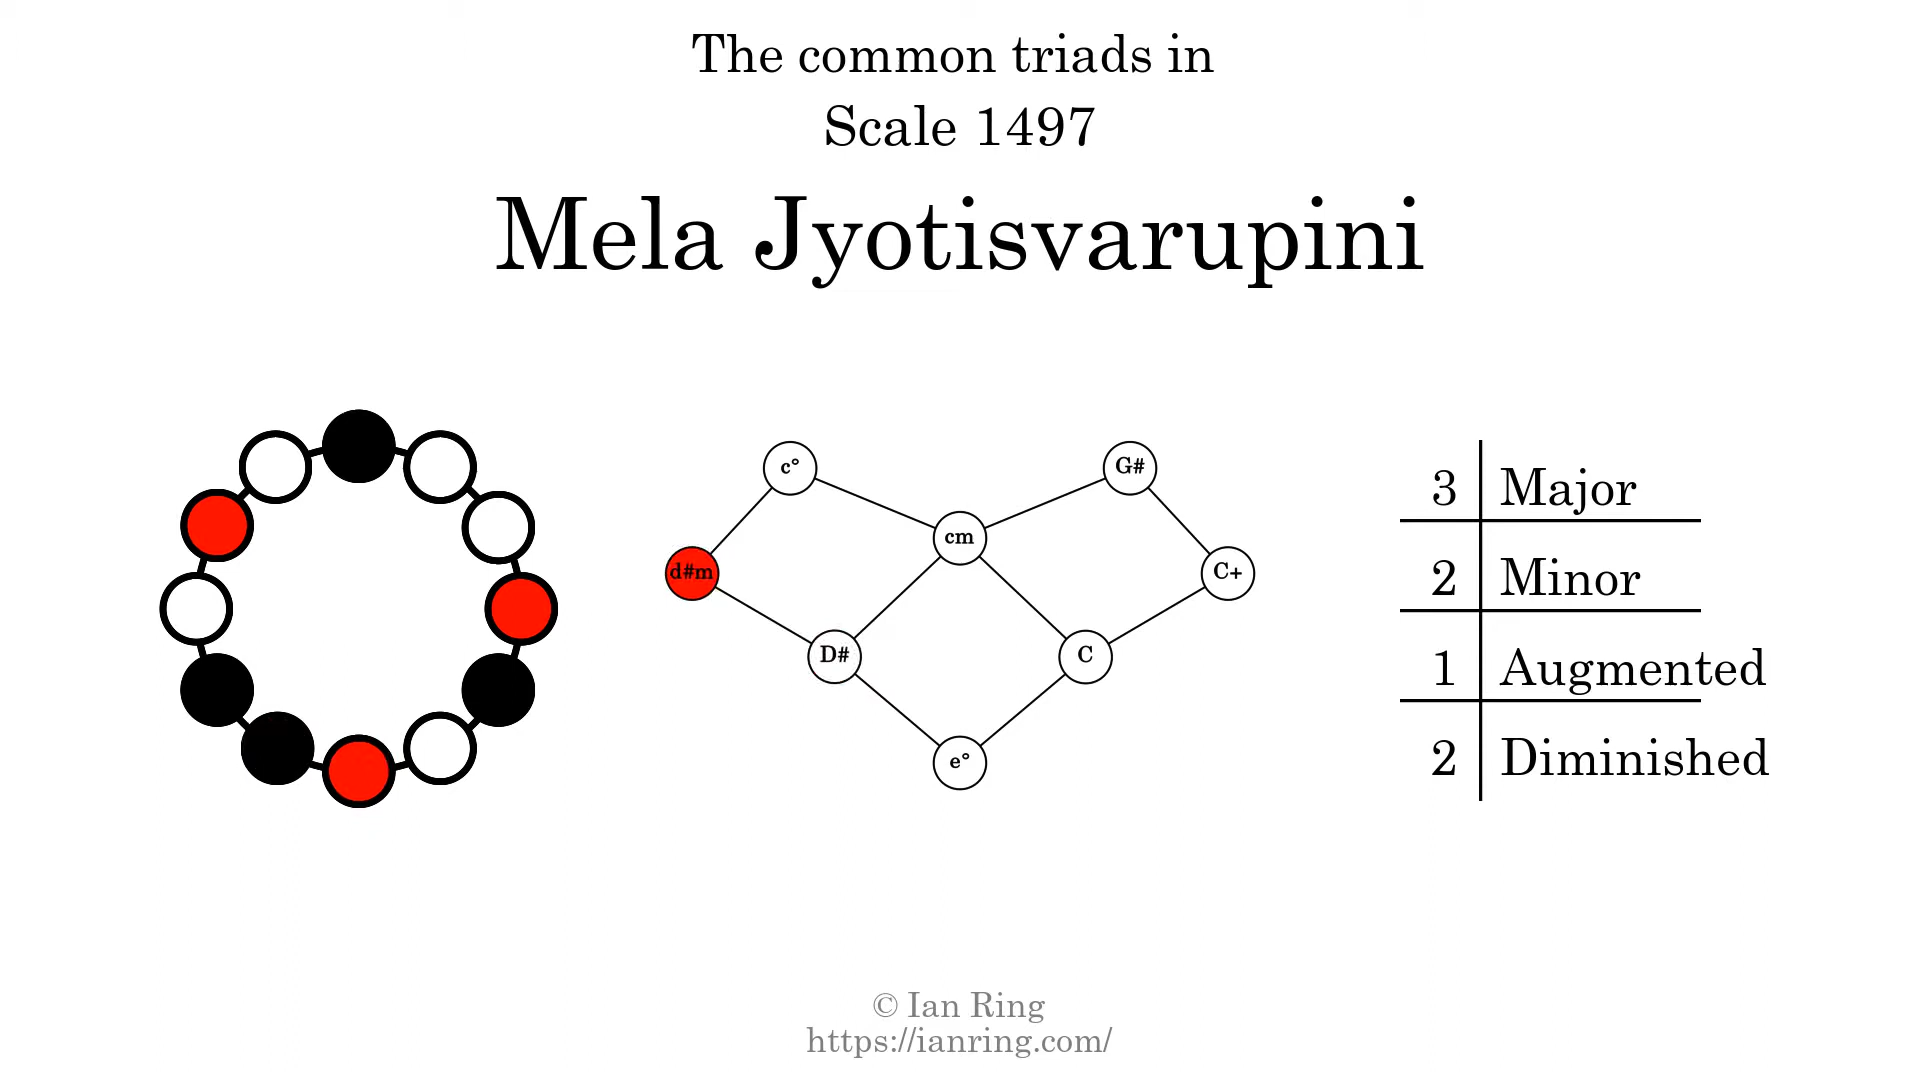 The common triads in
Scale 1497
Mela Jyotisvarupini
c°
G#
cm
d#m
C+
D#
C
e°
3 Major
2 Minor
1 Augmented
2 Diminished
© Ian Ring
https://ianring.com/